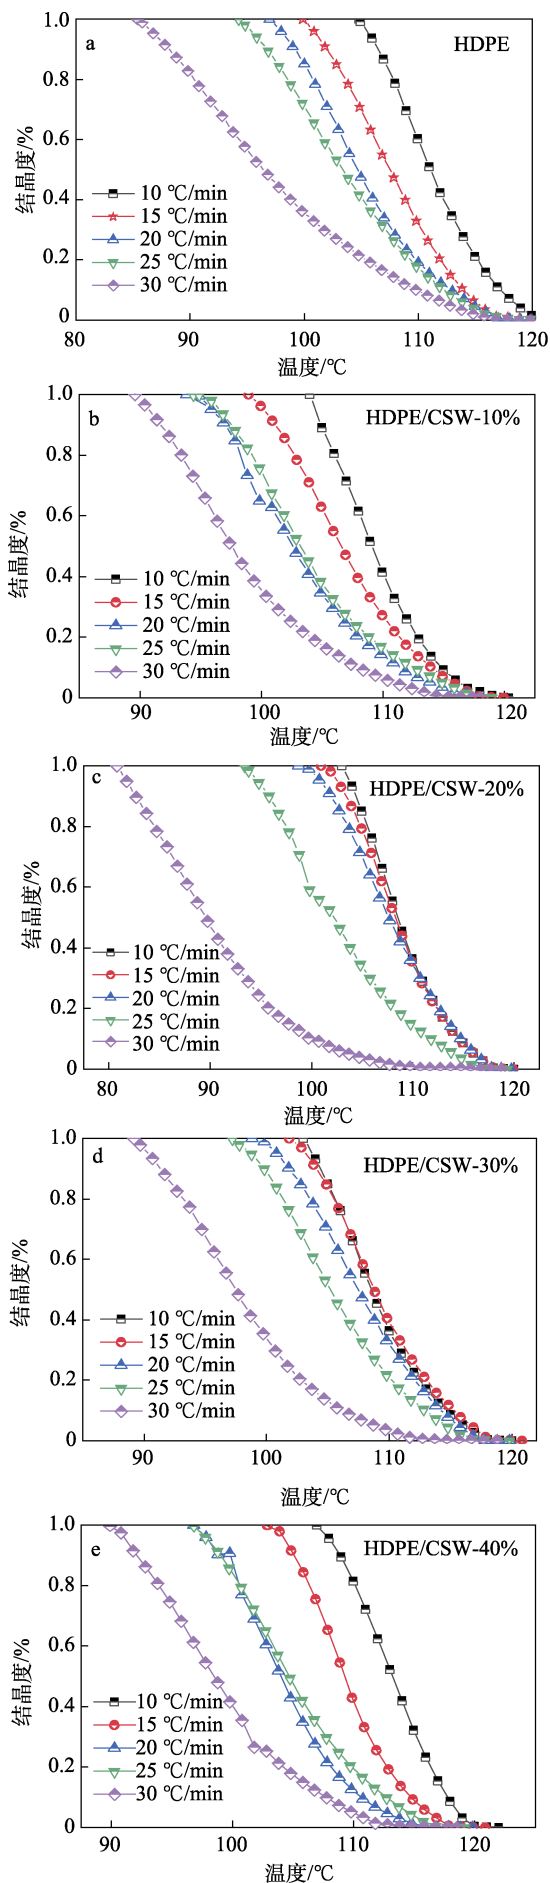 1.0
a
HDPE
0.8
0.6
结晶度/%
0.4
10 ℃/min
15 ℃/min
20 ℃/min
0.2
25 ℃/min
30 ℃/min
0
80 90 100 110 120
温度/℃
1.0
b
HDPE/CSW-10%
0.8
0.6
结晶度/%
0.4
10 ℃/min
15 ℃/min
20 ℃/min
0.2
25 ℃/min
30 ℃/min
0
90 100 110 120
温度/℃
1.0
c
HDPE/CSW-20%
0.8
0.6
结晶度/%
0.4
10 ℃/min
15 ℃/min
20 ℃/min
0.2
25 ℃/min
30 ℃/min
0
80 90 100 110 120
温度/℃
1.0
d
HDPE/CSW-30%
0.8
0.6
结晶度/%
0.4
10 ℃/min
15 ℃/min
20 ℃/min
0.2
25 ℃/min
30 ℃/min
0
90 100 110 120
温度/℃
1.0
e
HDPE/CSW-40%
0.8
0.6
结晶度/%
0.4
10 ℃/min
15 ℃/min
20 ℃/min
0.2
25 ℃/min
30 ℃/min
0
90 100 110 120
温度/℃